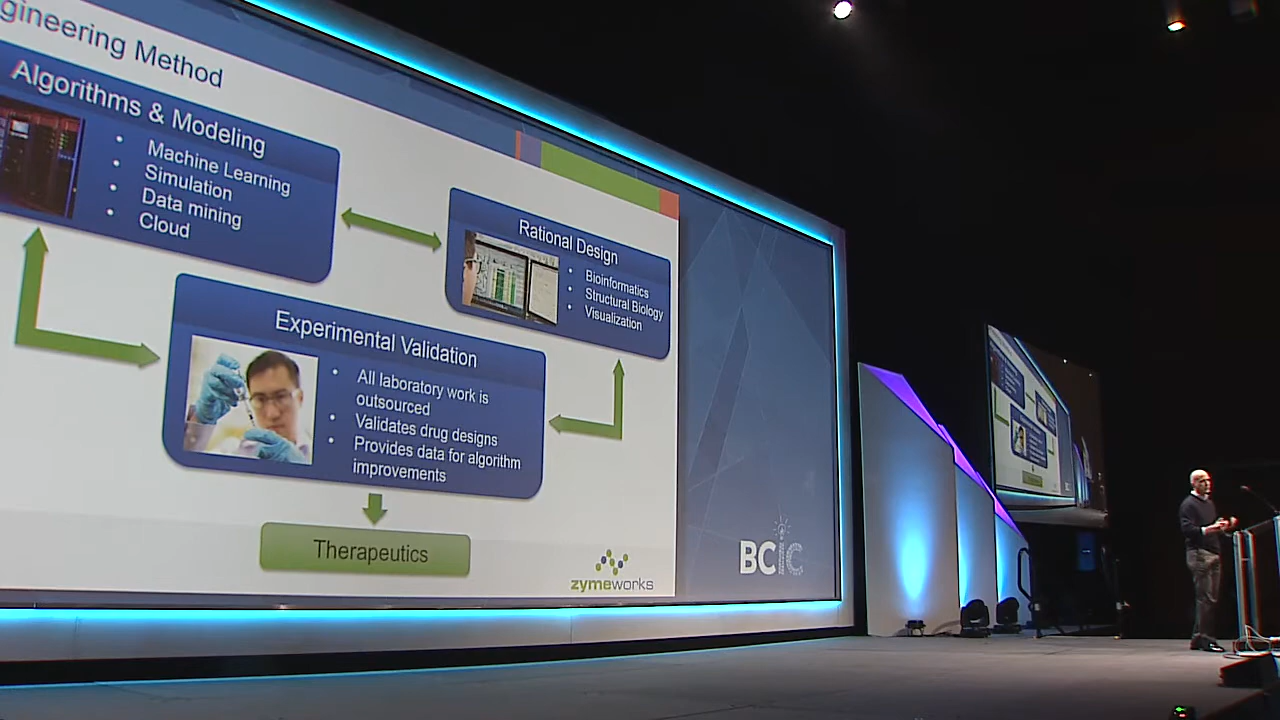 gineering Method
Algorithms & Modeling
• Machine Learning
• Simulation
• Data mining
• Cloud
Rational Design
• Bioinformatics
• Structural Biology
• Visualization
Experimental Validation
• All laboratory work is
outsourced
• Validates drug designs
• Provides data for algorithm
improvements
Therapeutics
zymeworks
BCIC